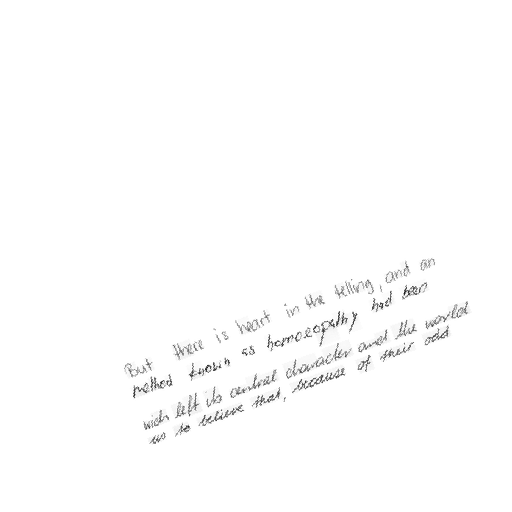 But there is heart in the telling, and an
method known as homoeopathy had been
wich left its central character and the world
us to believe that, because of their odd